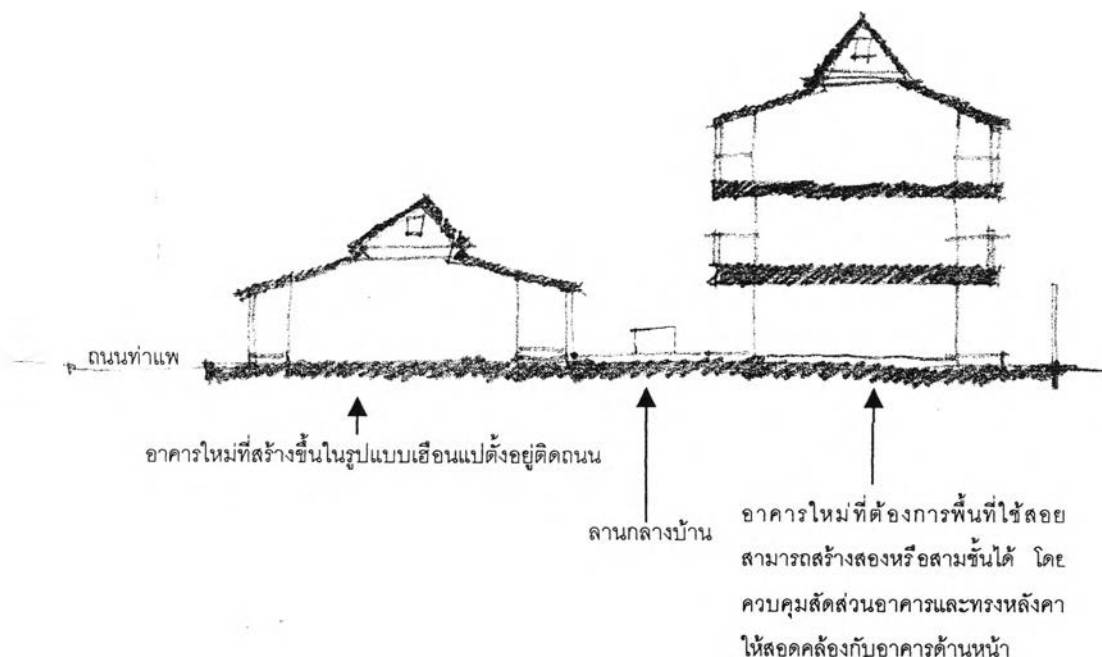 ถนนท่าแพ
อาคารใหม่ที่สร้างขึ้นในรูปแบบเฮือนแปตั้งอยู่ติดถนน
ลานกลางบ้าน
อาคารใหม่ที่ต้องการพื้นที่ใช้สอย
สามารถสร้างสองหรือสามชั้นได้ โดย
ควบคุมสัดส่วนอาคารและทรงหลังคา
ให้สอดคล้องกับอาคารด้านหน้า